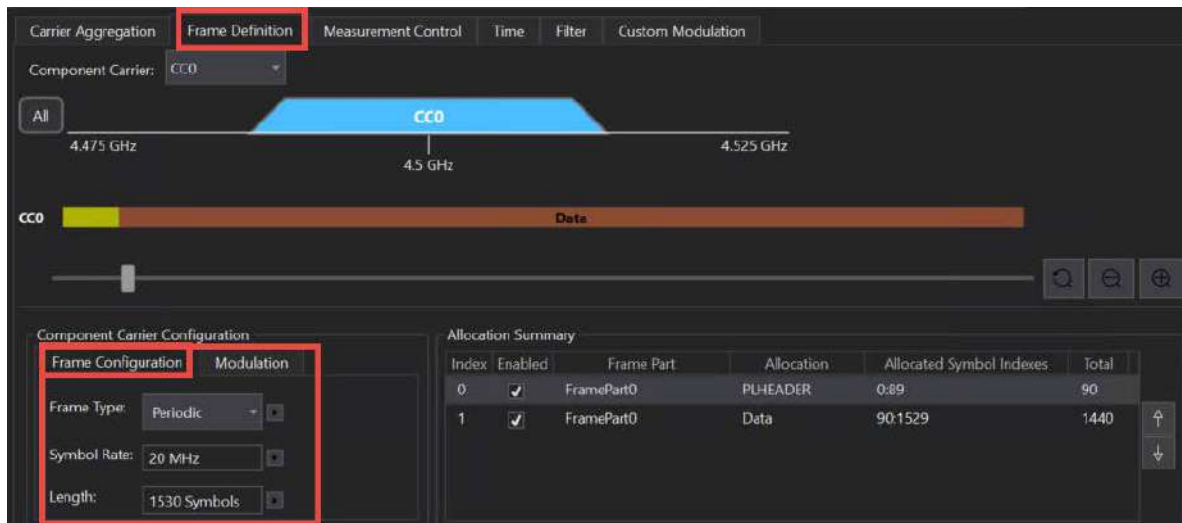 Carrier Aggregation Frame Definition Measurement Control Time Filter Custom Modulation
Component Carrier: CC0
All
CC0
4.475 GHz 4.525 GHz
4.5 GHz
CC0 Data
Component Carrier Configuration
Frame Configuration Modulation
Frame Type: Periodic
Symbol Rate: 20 MHz
Length: 1530 Symbols
Allocation Summary
Index Enabled Frame Part Allocation Allocated Symbol Indexes Total
0 FramePart0 PLHEADER 0:89 90
1 FramePart0 Data 90:1529 1440